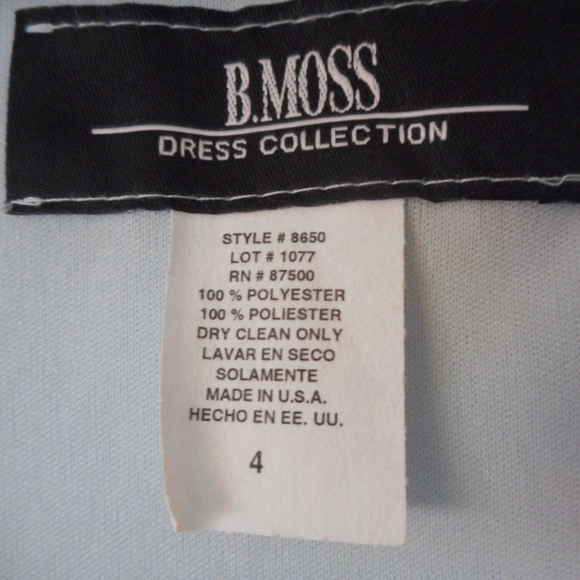 B.MOSS
DRESS COLLECTION
STYLE # 8650
LOT # 1077
RN # 87500
100 % POLYESTER
100 % POLIESTER
DRY CLEAN ONLY
LAVAR EN SECO
SOLAMENTE
MADE IN U.S.A.
HECHO EN EE. UU.
4